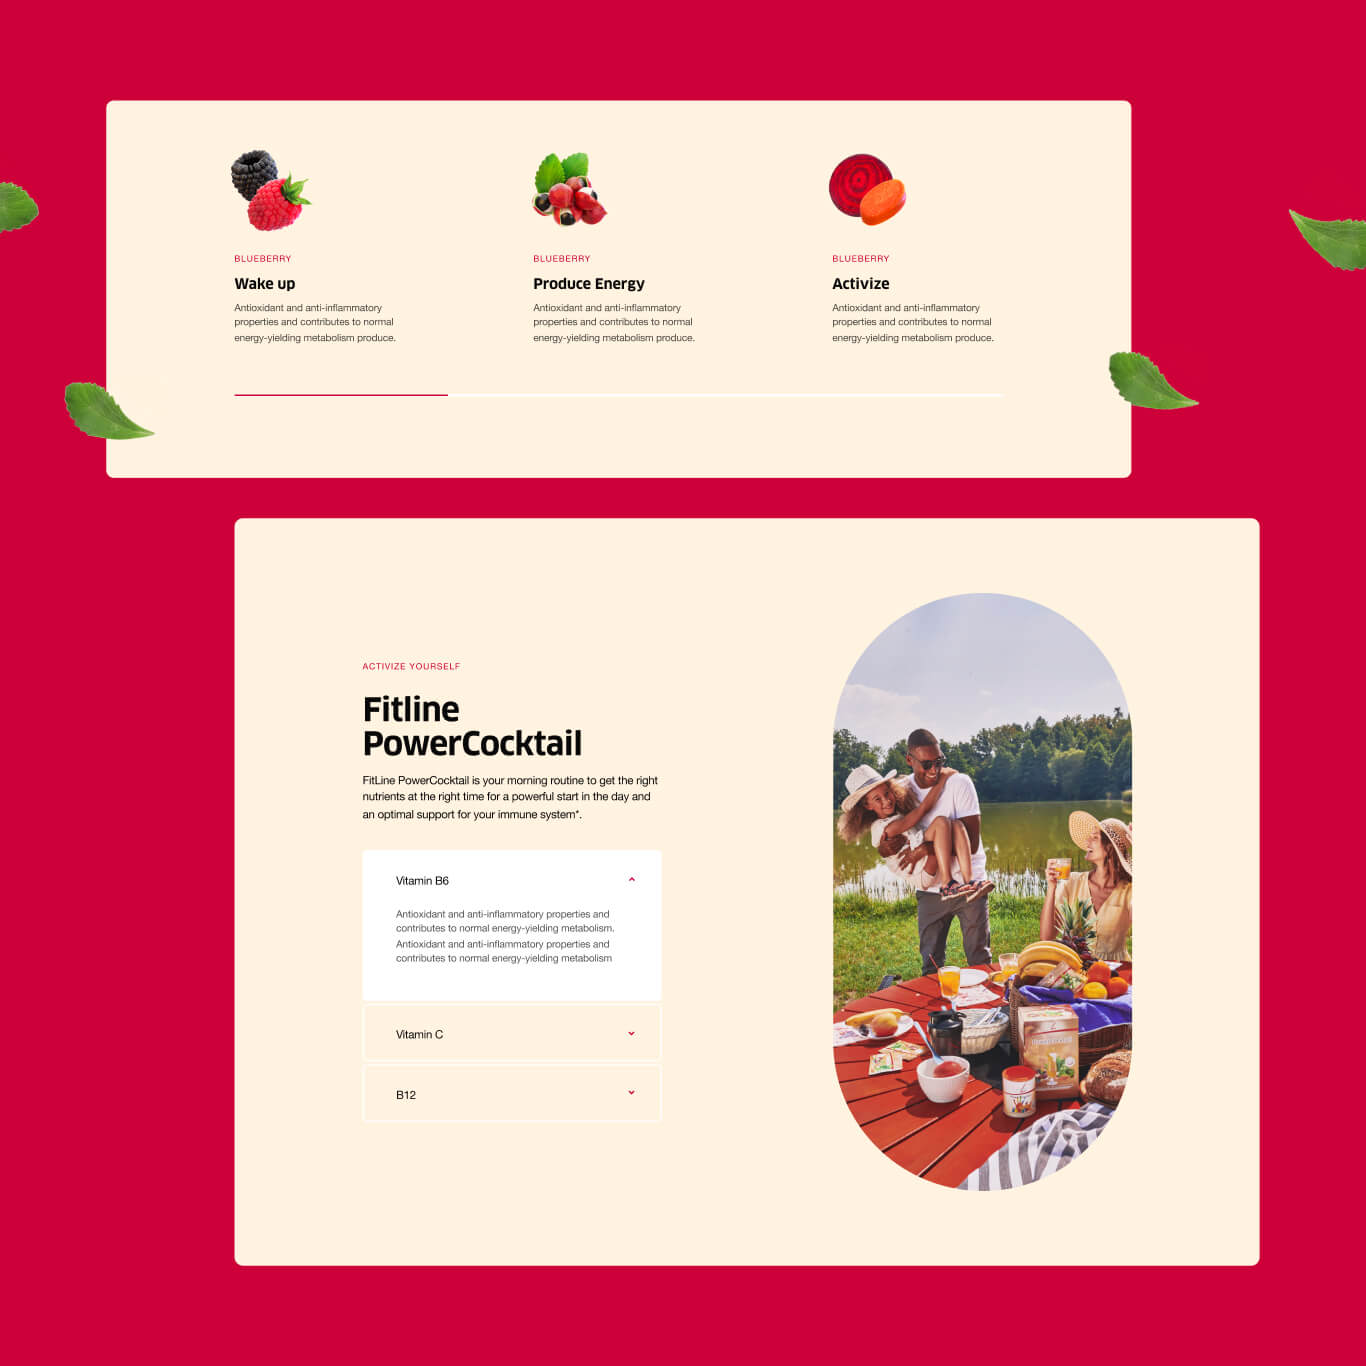 BLUEBERRY
Wake up
Antioxidant and anti-inflammatory
properties and contributes to normal
energy-yielding metabolism produce.
BLUEBERRY
Produce Energy
Antioxidant and anti-inflammatory
properties and contributes to normal
energy-yielding metabolism produce.
BLUEBERRY
Activize
Antioxidant and anti-inflammatory
properties and contributes to normal
energy-yielding metabolism produce.
ACTIVIZE YOURSELF
Fitline
PowerCocktail
FitLine PowerCocktail is your morning routine to get the right
nutrients at the right time for a powerful start in the day and
an optimal support for your immune system*.
Vitamin B6
Antioxidant and anti-inflammatory properties and
contributes to normal energy-yielding metabolism.
Antioxidant and anti-inflammatory properties and
contributes to normal energy-yielding metabolism
Vitamin C
B12